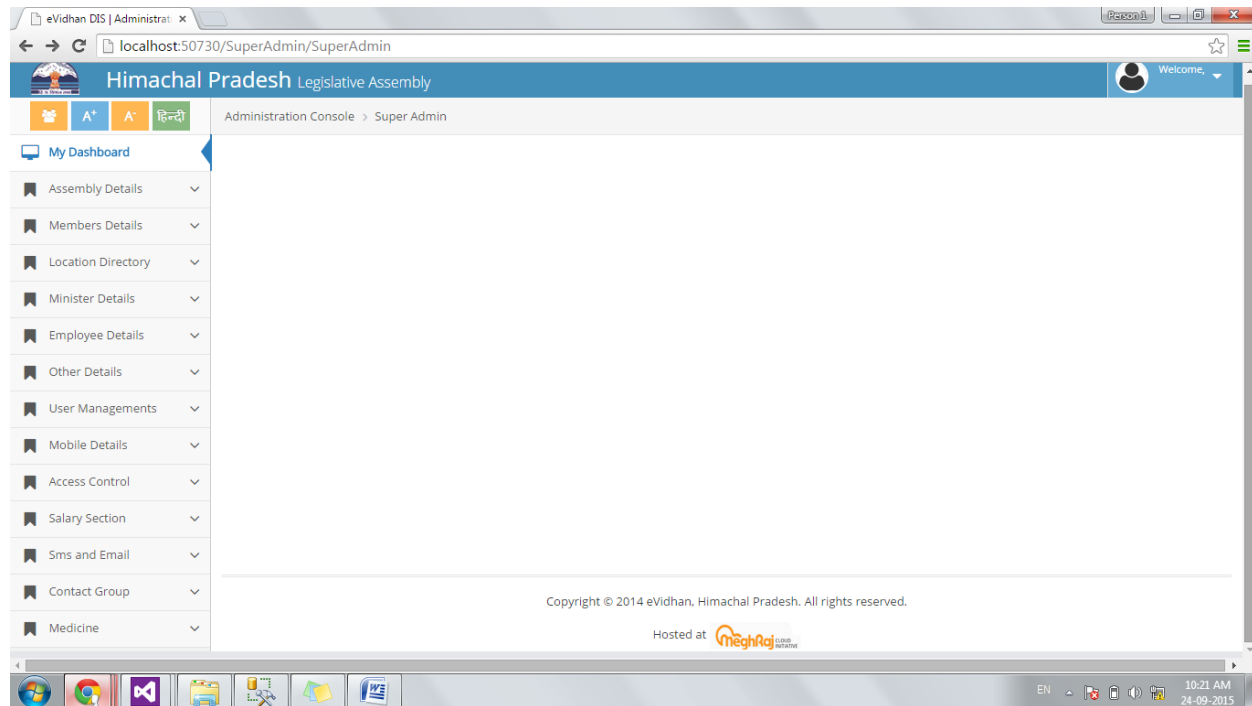 eVidhan DIS | Administrati
Person 1
localhost:50730/SuperAdmin/SuperAdmin
Himachal Pradesh Legislative Assembly
Welcome,
A+ A- हिन्दी
Administration Console > Super Admin
My Dashboard
Assembly Details
Members Details
Location Directory
Minister Details
Employee Details
Other Details
User Managements
Mobile Details
Access Control
Salary Section
Sms and Email
Contact Group
Medicine
Copyright © 2014 eVidhan, Himachal Pradesh. All rights reserved.
Hosted at MeghRaj CLOUD INITIATIVE
EN
10:21 AM
24-09-2015